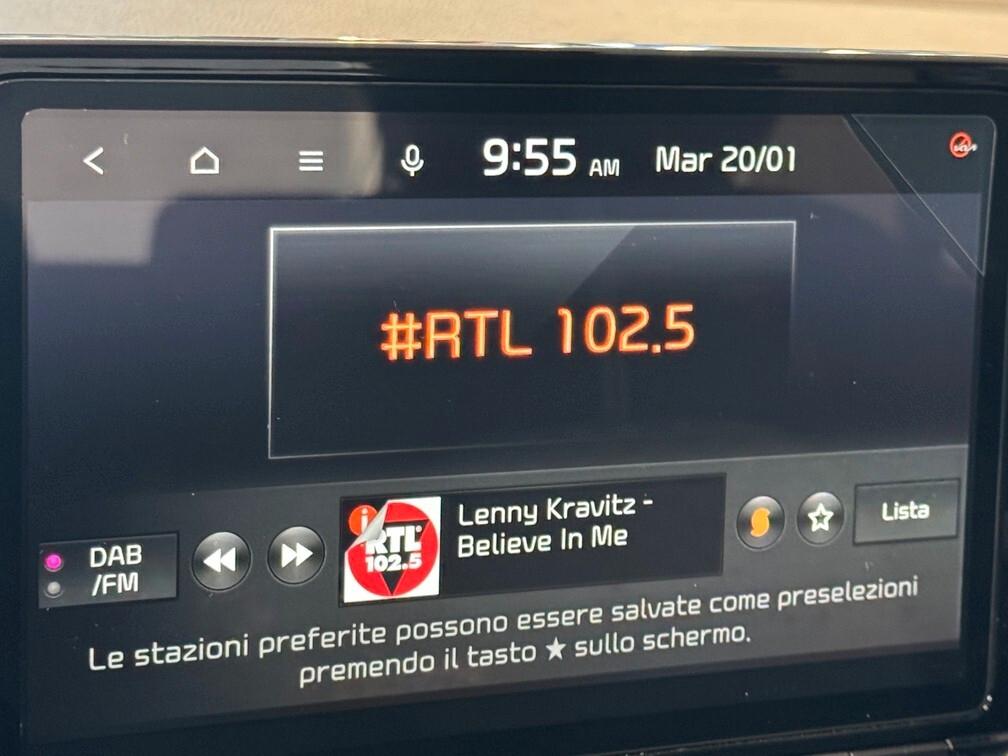 9:55 AM Mar 20/01
#RTL 102.5
DAB
/FM
i
RTL
102.5
Lenny Kravitz -
Believe In Me
Lista
Le stazioni preferite possono essere salvate come preselezioni
premendo il tasto ★ sullo schermo.